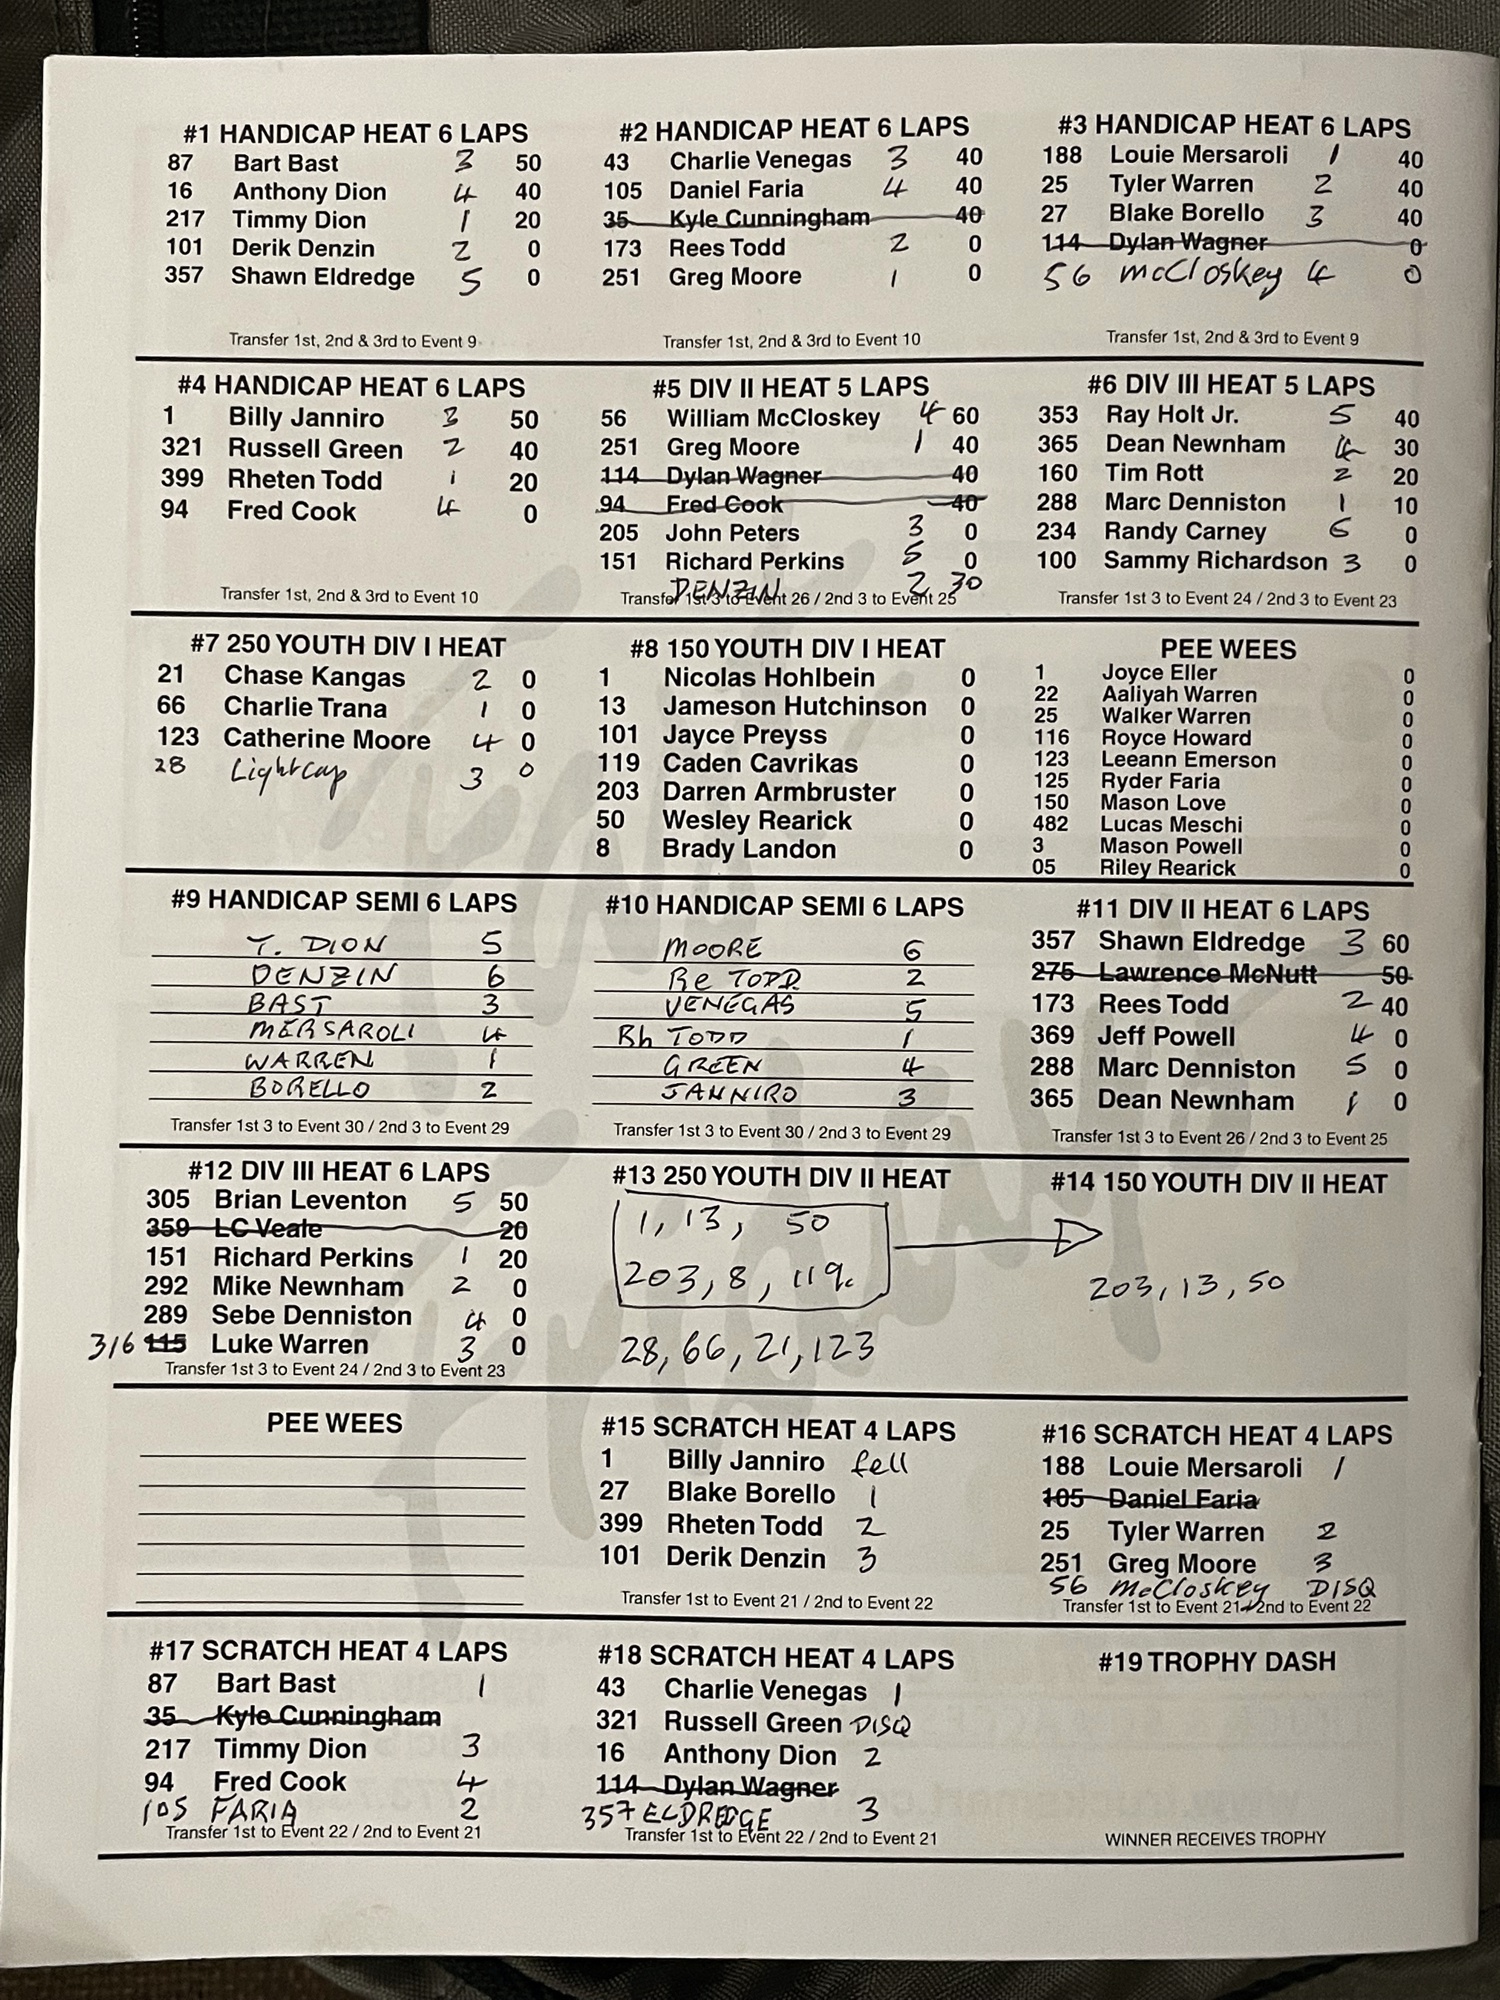 #1 HANDICAP HEAT 6 LAPS
87 Bart Bast 3 50
16 Anthony Dion 4 40
217 Timmy Dion 1 20
101 Derik Denzin 2 0
357 Shawn Eldredge 5 0
Transfer 1st, 2nd & 3rd to Event 9
#2 HANDICAP HEAT 6 LAPS
43 Charlie Venegas 3 40
105 Daniel Faria 4 40
35 Kyle Cunningham 40
173 Rees Todd 2 0
251 Greg Moore 1 0
Transfer 1st, 2nd & 3rd to Event 10
#3 HANDICAP HEAT 6 LAPS
188 Louie Mersaroli 1 40
25 Tyler Warren 2 40
27 Blake Borello 3 40
114 Dylan Wagner 0
56 McCloskey 4 0
Transfer 1st, 2nd & 3rd to Event 9
#4 HANDICAP HEAT 6 LAPS
1 Billy Janniro 3 50
321 Russell Green 2 40
399 Rheten Todd 1 20
94 Fred Cook 4 0
Transfer 1st, 2nd & 3rd to Event 10
#5 DIV II HEAT 5 LAPS
56 William McCloskey 4 60
251 Greg Moore 1 40
114 Dylan Wagner 40
94 Fred Cook 40
205 John Peters 3 0
151 Richard Perkins 5 0
DENZIN 2 30
Transfer 1st 3 to Event 26 / 2nd 3 to Event 25
#6 DIV III HEAT 5 LAPS
353 Ray Holt Jr. 5 40
365 Dean Newnham 4 30
160 Tim Rott 2 20
288 Marc Denniston 1 10
234 Randy Carney 6 0
100 Sammy Richardson 3 0
Transfer 1st 3 to Event 24 / 2nd 3 to Event 23
#7 250 YOUTH DIV I HEAT
21 Chase Kangas 2 0
66 Charlie Trana 1 0
123 Catherine Moore 4 0
28 Lightcap 3 0
#8 150 YOUTH DIV I HEAT
1 Nicolas Hohlbein 0
13 Jameson Hutchinson 0
101 Jayce Preyss 0
119 Caden Cavrikas 0
203 Darren Armbruster 0
50 Wesley Rearick 0
8 Brady Landon 0
PEE WEES
1 Joyce Eller 0
22 Aaliyah Warren 0
25 Walker Warren 0
116 Royce Howard 0
123 Leeann Emerson 0
125 Ryder Faria 0
150 Mason Love 0
482 Lucas Meschi 0
3 Mason Powell 0
05 Riley Rearick 0
#9 HANDICAP SEMI 6 LAPS
T. DION 5
DENZIN 6
BAST 3
MERSAROLI 4
WARREN 1
BORELLO 2
Transfer 1st 3 to Event 30 / 2nd 3 to Event 29
#10 HANDICAP SEMI 6 LAPS
MOORE 6
Re TODD 2
VENEGAS 5
Rh TODD 1
GREEN 4
JANNIRO 3
Transfer 1st 3 to Event 30 / 2nd 3 to Event 29
#11 DIV II HEAT 6 LAPS
357 Shawn Eldredge 3 60
275 Lawrence McNutt 50
173 Rees Todd 2 40
369 Jeff Powell 4 0
288 Marc Denniston 5 0
365 Dean Newnham 1 0
Transfer 1st 3 to Event 26 / 2nd 3 to Event 25
#12 DIV III HEAT 6 LAPS
305 Brian Leventon 5 50
359 LC Veale 20
151 Richard Perkins 1 20
292 Mike Newnham 2 0
289 Sebe Denniston 4 0
316 115 Luke Warren 3 0
Transfer 1st 3 to Event 24 / 2nd 3 to Event 23
#13 250 YOUTH DIV II HEAT
1, 13, 50
203, 8, 119.
28, 66, 21, 123
#14 150 YOUTH DIV II HEAT
203, 13, 50
PEE WEES
#15 SCRATCH HEAT 4 LAPS
1 Billy Janniro fell
27 Blake Borello 1
399 Rheten Todd 2
101 Derik Denzin 3
Transfer 1st to Event 21 / 2nd to Event 22
#16 SCRATCH HEAT 4 LAPS
188 Louie Mersaroli 1
105 Daniel Faria
25 Tyler Warren 2
251 Greg Moore 3
56 McCloskey DISQ
Transfer 1st to Event 21 / 2nd to Event 22
#17 SCRATCH HEAT 4 LAPS
87 Bart Bast 1
35 Kyle Cunningham
217 Timmy Dion 3
94 Fred Cook 4
105 FARIA 2
Transfer 1st to Event 22 / 2nd to Event 21
#18 SCRATCH HEAT 4 LAPS
43 Charlie Venegas 1
321 Russell Green DISQ
16 Anthony Dion 2
114 Dylan Wagner
357 ELDREDGE 3
Transfer 1st to Event 22 / 2nd to Event 21
#19 TROPHY DASH
WINNER RECEIVES TROPHY